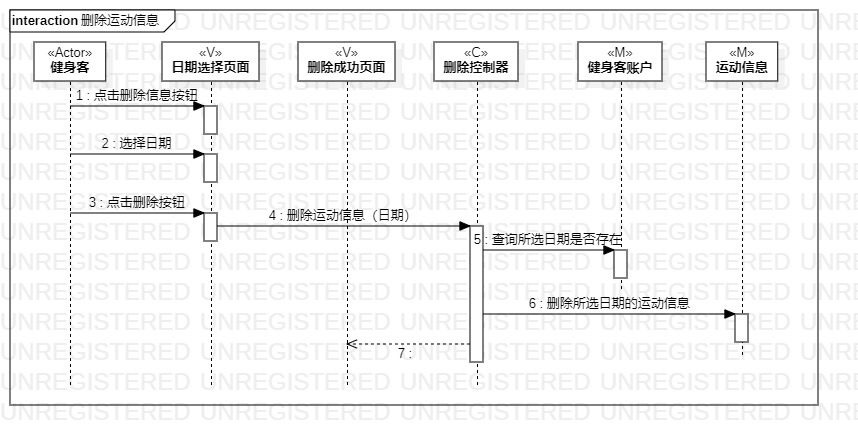 interaction 删除运动信息
«Actor»
健身客
«V»
日期选择页面
«V»
删除成功页面
«C»
删除控制器
«M»
健身客账户
«M»
运动信息
1 : 点击删除信息按钮
2 : 选择日期
3 : 点击删除按钮
4 : 删除运动信息（日期）
5 : 查询所选日期是否存在
6 : 删除所选日期的运动信息
7 :
UNREGISTERED UNREGISTERED UNREGISTERED UNREGISTERED UNREGISTERED